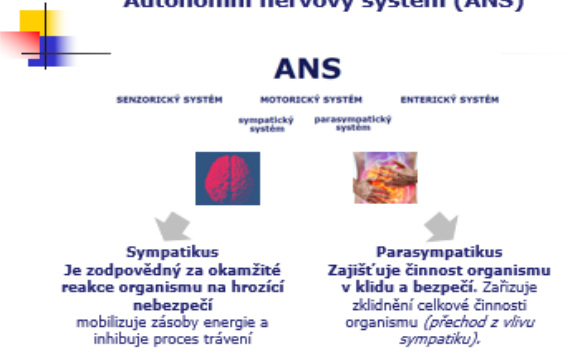 Autonomní nervový systém (ANS)
ANS
SENZORICKÝ SYSTÉM MOTORICKÝ SYSTÉM ENTERICKÝ SYSTÉM
sympatický systém parasympatický systém
Sympatikus
Je zodpovědný za okamžité
reakce organismu na hrozící
nebezpečí
mobilizuje zásoby energie a
inhibuje proces trávení
Parasympatikus
Zajišťuje činnost organismu
v klidu a bezpečí. Zařizuje
zklidnění celkové činnosti
organismu (přechod z vlivu
sympatiku).